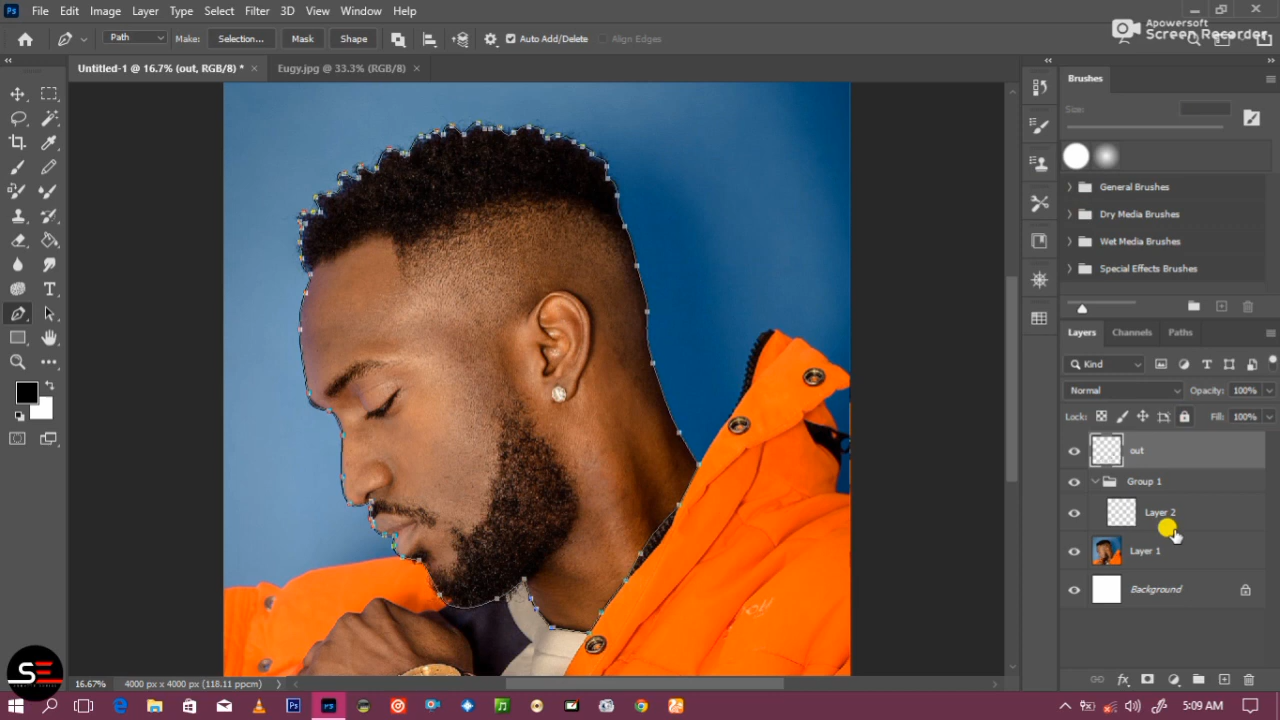 Ps File Edit Image Layer Type Select Filter 3D View Window Help
Apowersoft
Screen Recorder
Path Make: Selection... Mask Shape Auto Add/Delete Align Edges
Untitled-1 @ 16.7% (out, RGB/8) * Eugy.jpg @ 33.3% (RGB/8)
Brushes
Size:
General Brushes
Dry Media Brushes
Wet Media Brushes
Special Effects Brushes
Layers Channels Paths
Kind
Normal Opacity: 100%
Lock: Fill: 100%
out
Group 1
Layer 2
Layer 1
Background
SE
16.67% 4000 px x 4000 px (118.11 ppcm)
5:09 AM